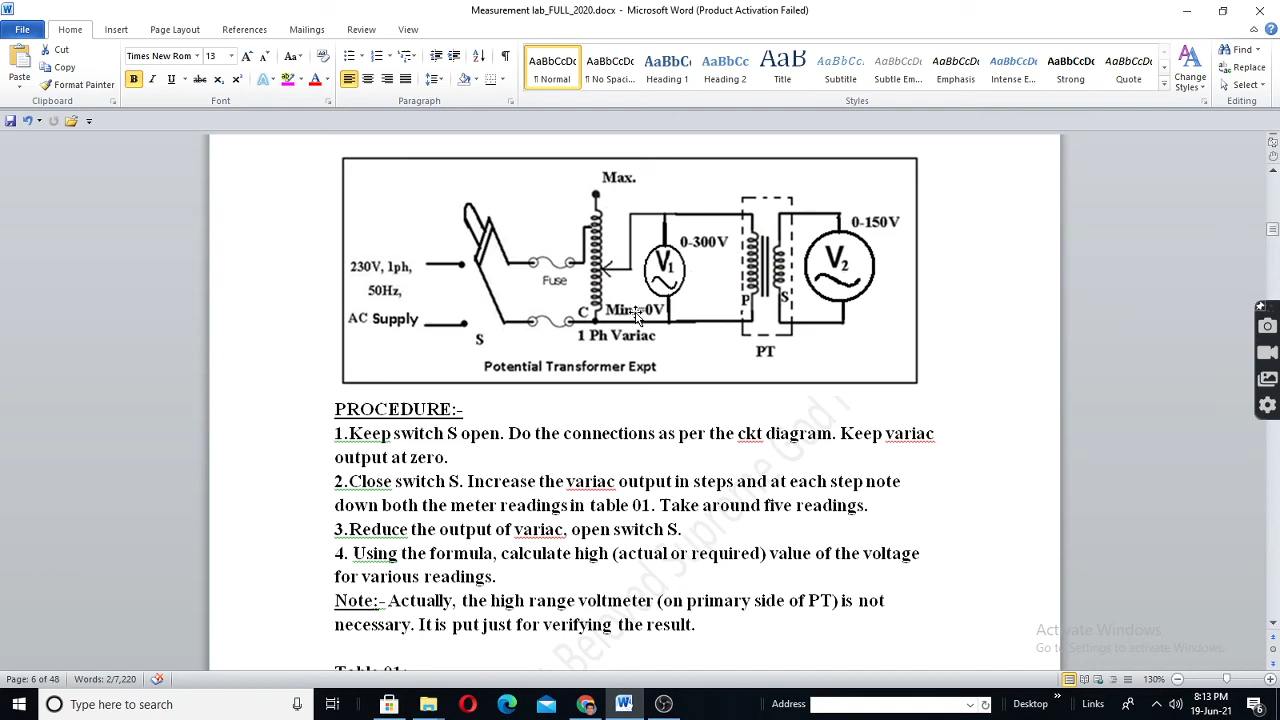 Measurement lab_FULL_2020.docx - Microsoft Word (Product Activation Failed)
File Home Insert Page Layout References Mailings Review View
Paste
Cut
Copy
Format Painter
Clipboard
Times New Rom 13
Font
Paragraph
AaBbCcDc AaBbCcDc AaBbC AaBbCc AaB AaBbCcL AaBbCcDc AaBbCcDc AaBbCcDc AaBbCcDc AaBbCcDc
¶ Normal ¶ No Spaci... Heading 1 Heading Title Subtitle Subtle Em... Emphasis Intense E... Strong Quote
Styles
Change Styles
Find
Replace
Select
Editing
Max.
0-150V
0-300V
230V, 1ph,
50Hz,
AC Supply
Fuse
V1
V2
C Min=0V
P S
S
1 Ph Variac
PT
Potential Transformer Expt
PROCEDURE:-
1.Keep switch S open. Do the connections as per the ckt diagram. Keep variac
output at zero.
2.Close switch S. Increase the variac output in steps and at each step note
down both the meter readings in table 01. Take around five readings.
3.Reduce the output of variac, open switch S.
4. Using the formula, calculate high (actual or required) value of the voltage
for various readings.
Note:- Actually, the high range voltmeter (on primary side of PT) is not
necessary. It is put just for verifying the result.
Table 01:
Beloved Supreme God
Activate Windows
Go to Settings to activate Windows.
Page: 6 of 48 Words: 2/7,220 130%
Type here to search
Address
Desktop
Links
8:13 PM
19-Jun-21